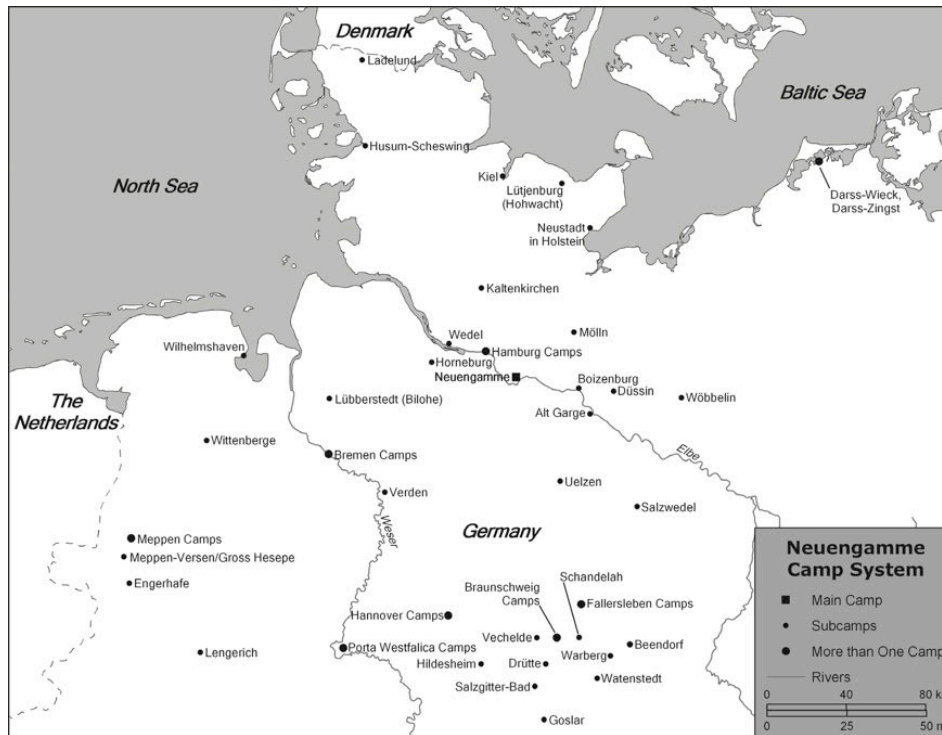 Denmark
Ladelund
Baltic Sea
Husum-Scheswing
North Sea
Kiel
Lütjenburg
(Hohwacht)
Darss-Wieck,
Darss-Zingst
Neustadt
in Holstein
Kaltenkirchen
Wedel
Mölln
Wilhelmshaven
Hamburg Camps
Horneburg
Neuengamme
Boizenburg
Düssin
Wöbbelin
The
Netherlands
Lübberstedt (Bilohe)
Alt Garge
Wittenberge
Bremen Camps
Elbe
Uelzen
Verden
Salzwedel
Weser
Germany
Meppen Camps
Meppen-Versen/Gross Hesepe
Engerhafe
Schandelah
Braunschweig
Camps
Fallersleben Camps
Hannover Camps
Vechelde
Beendorf
Lengerich
Porta Westfalica Camps
Warberg
Hildesheim
Drütte
Watenstedt
Salzgitter-Bad
Goslar
Neuengamme
Camp System
Main Camp
Subcamps
More than One Camp
Rivers
0 40 80 k
0 25 50 m